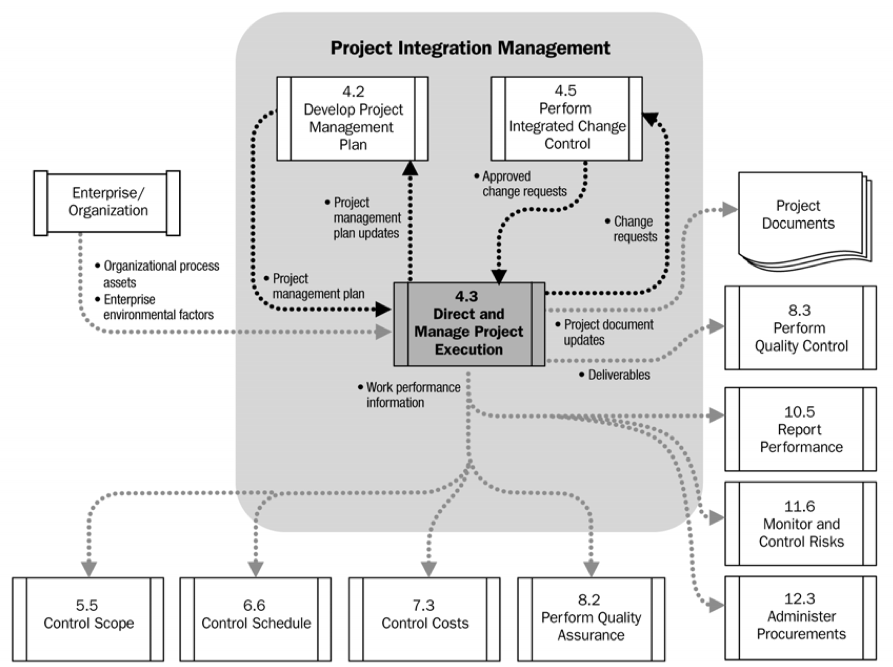 Project Integration Management
4.2
Develop Project
Management
Plan
4.5
Perform
Integrated Change
Control
Enterprise/
Organization
• Organizational process
assets
• Enterprise
environmental factors
• Project
management
plan updates
• Approved
change requests
• Change
requests
• Project
management plan
4.3
Direct and
Manage Project
Execution
• Project document
updates
• Deliverables
• Work performance
information
Project
Documents
8.3
Perform
Quality Control
10.5
Report
Performance
11.6
Monitor and
Control Risks
12.3
Administer
Procurements
5.5
Control Scope
6.6
Control Schedule
7.3
Control Costs
8.2
Perform Quality
Assurance